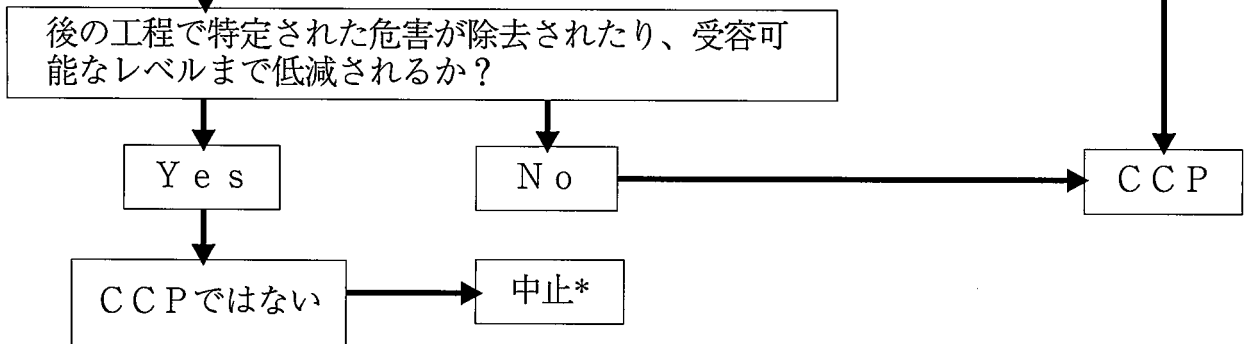 後の工程で特定された危害が除去されたり、受容可
能なレベルまで低減されるか？
Ｙｅｓ
Ｎｏ
ＣＣＰ
ＣＣＰではない
中止*